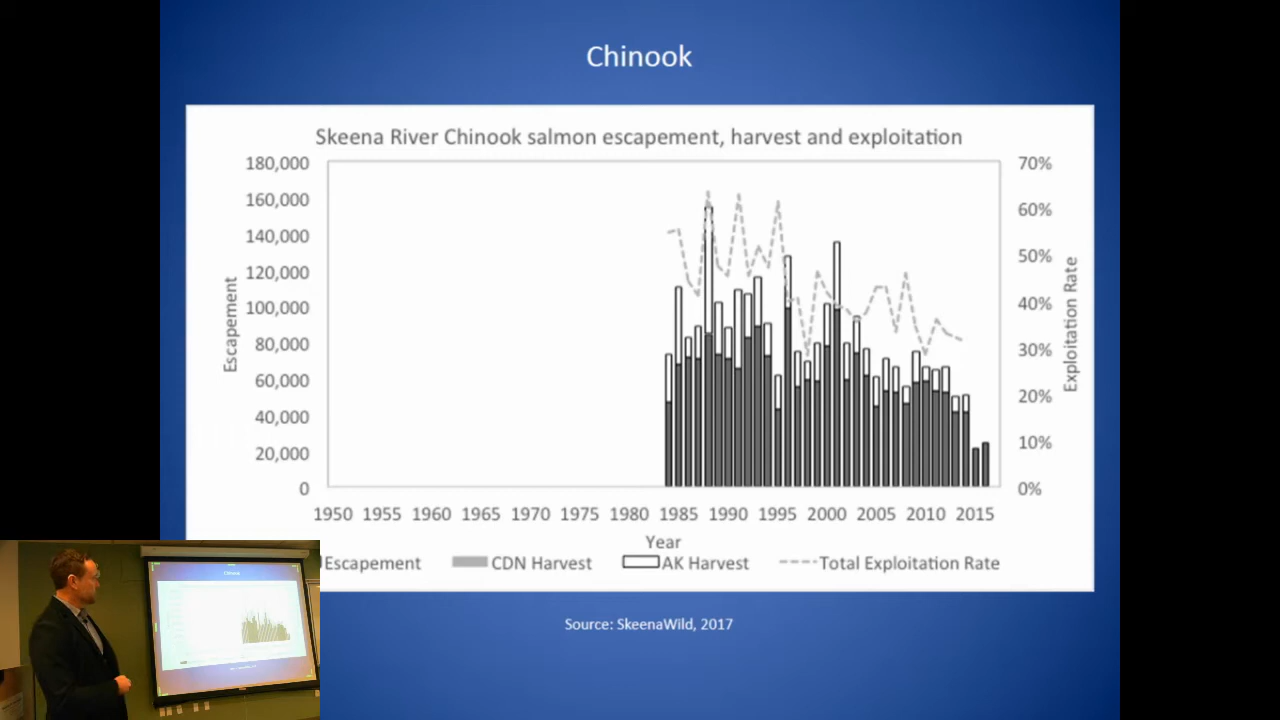 Chinook
Skeena River Chinook salmon escapement, harvest and exploitation
180,000
160,000
140,000
120,000
100,000
80,000
60,000
40,000
20,000
0
Escapement
70%
60%
50%
40%
30%
20%
10%
0%
Exploitation Rate
1950 1955 1960 1965 1970 1975 1980 1985 1990 1995 2000 2005 2010 2015
Year
Escapement CDN Harvest AK Harvest Total Exploitation Rate
Source: SkeenaWild, 2017
Chinook